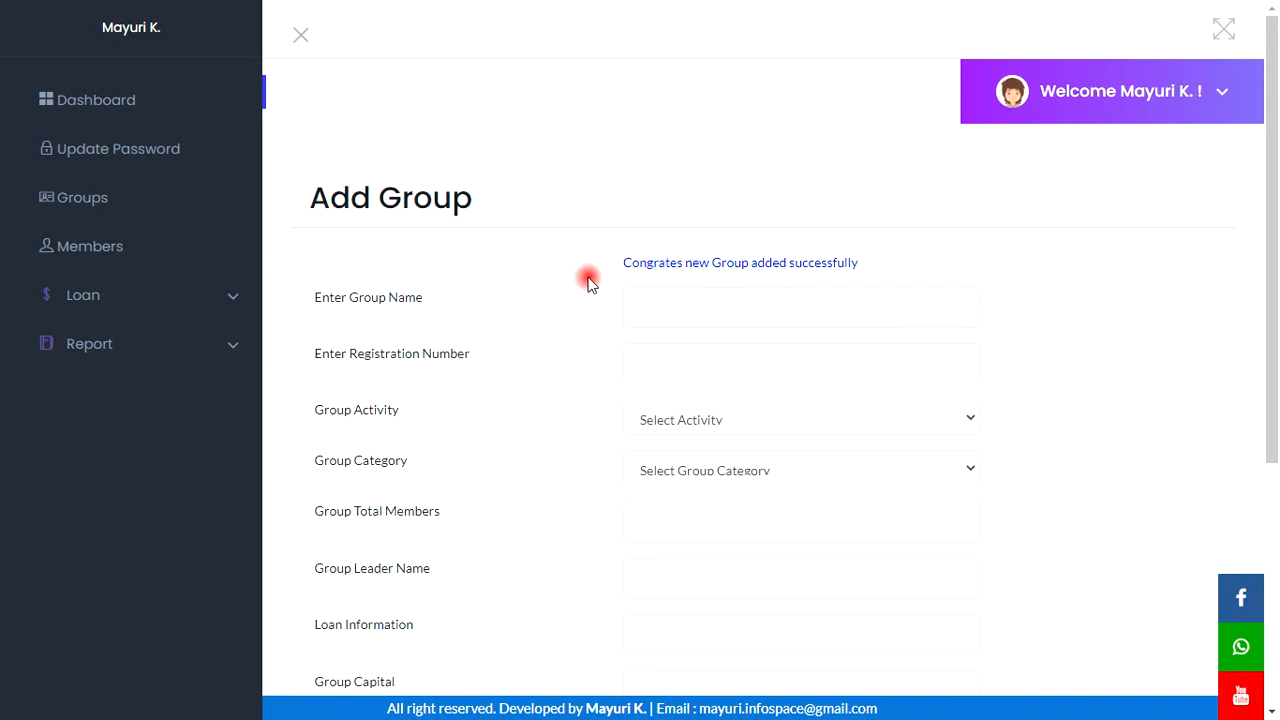 Mayuri K.
Dashboard
Update Password
Groups
Members
Loan
Report
Welcome Mayuri K. !
Add Group
Congrates new Group added successfully
Enter Group Name
Enter Registration Number
Group Activity
Select Activity
Group Category
Select Group Category
Group Total Members
Group Leader Name
Loan Information
Group Capital
You Tube
All right reserved. Developed by Mayuri K. | Email : mayuri.infospace@gmail.com